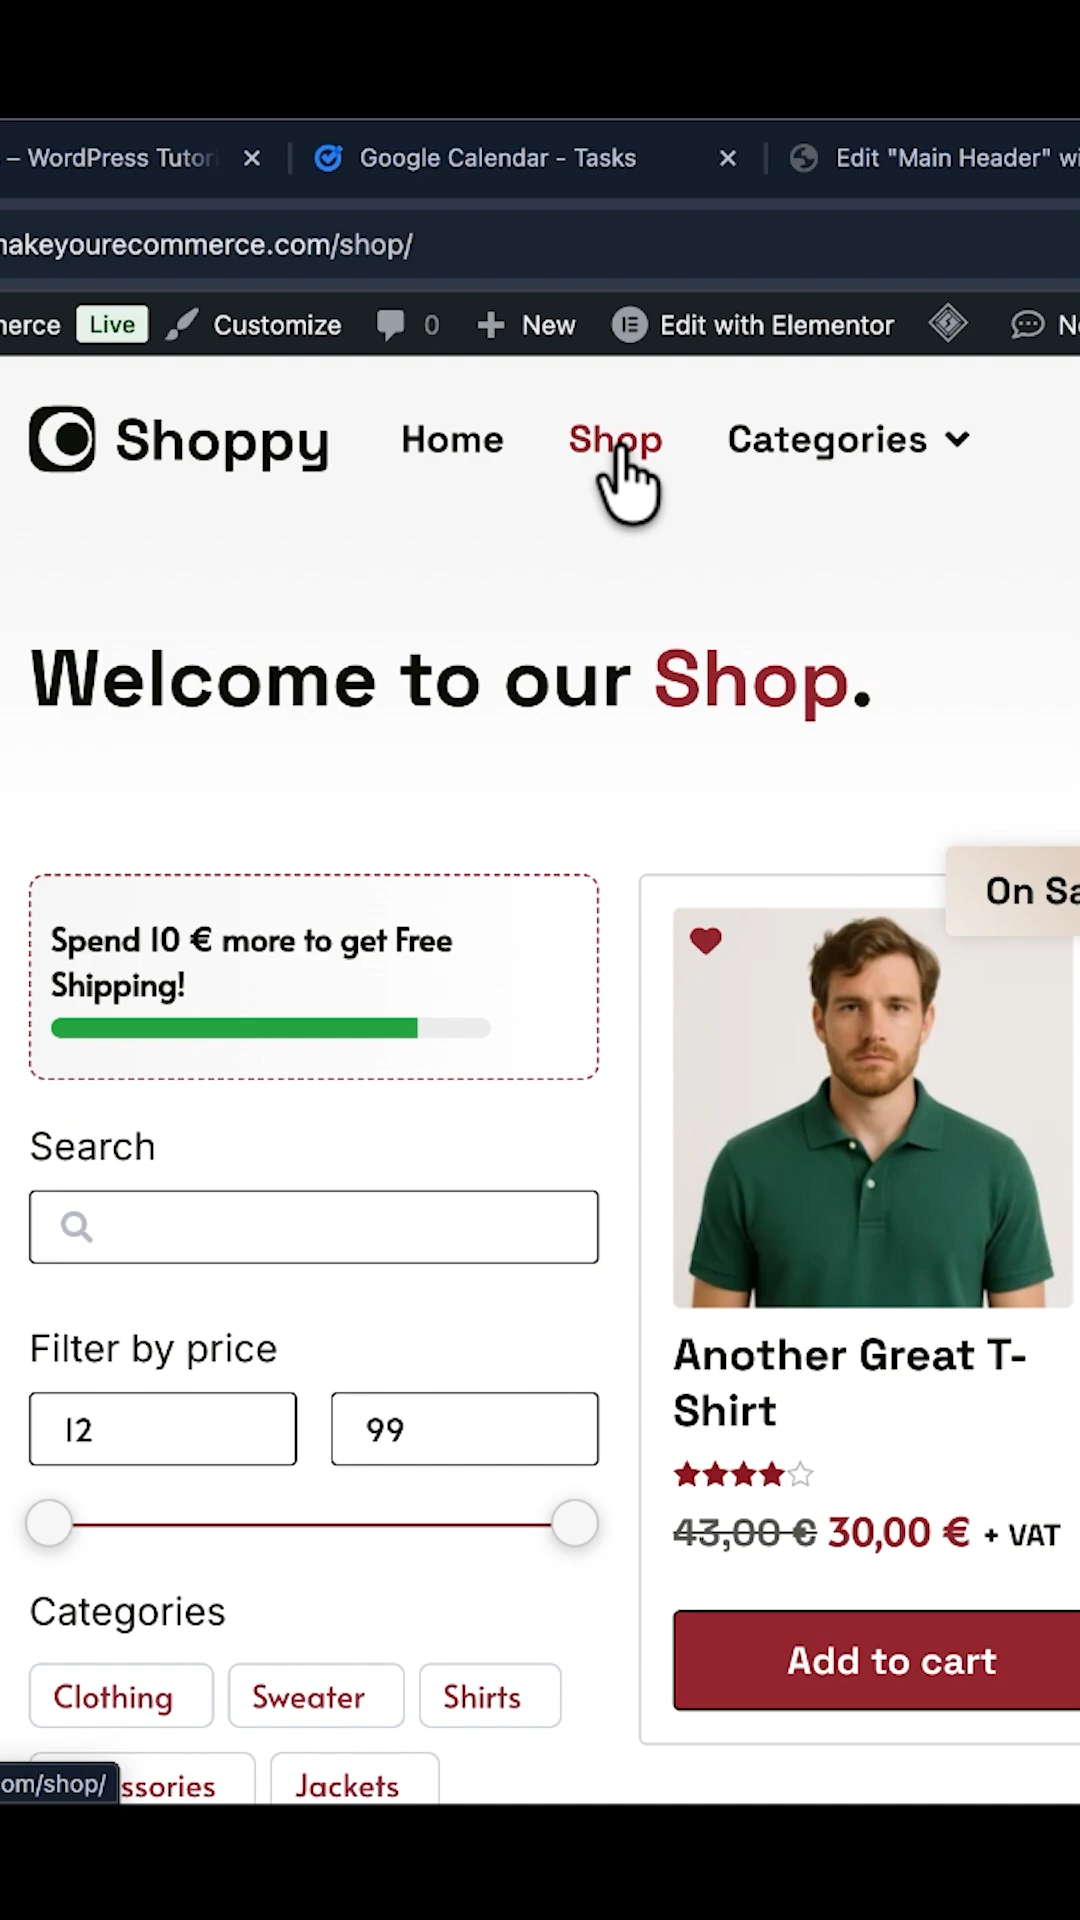 – WordPress Tutori
Google Calendar - Tasks
Edit "Main Header" wi
makeyourecommerce.com/shop/
merce Live Customize 0 New Edit with Elementor
Shoppy Home Shop Categories
Welcome to our Shop.
On Sa
Spend 10 € more to get Free
Shipping!
Search
Filter by price
12 99
Another Great T-
Shirt
43,00 € 30,00 € + VAT
Categories
Add to cart
Clothing Sweater Shirts
om/shop/ ssories Jackets